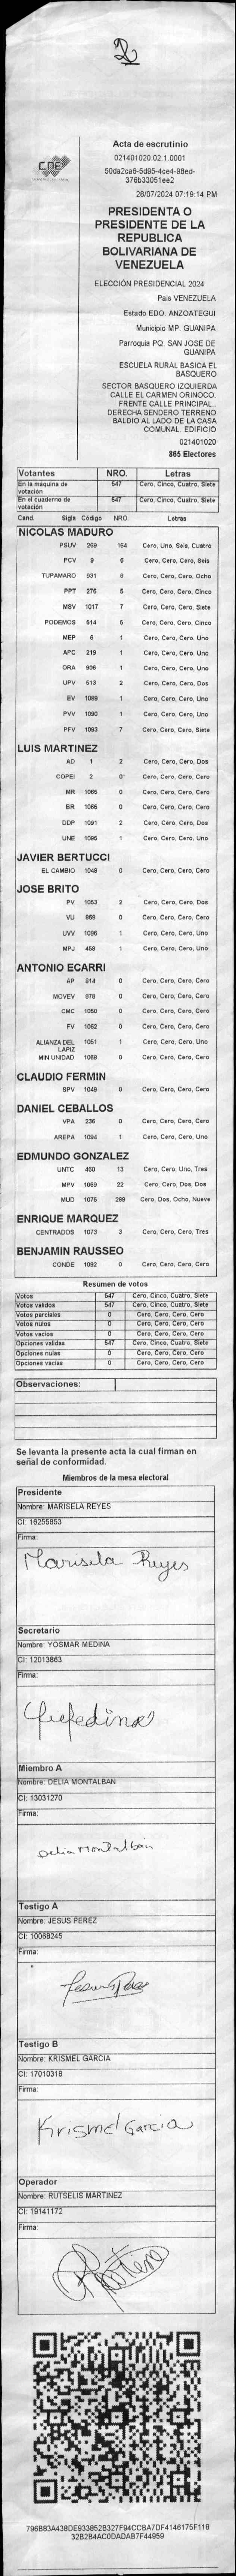 2
CNE
Acta de escrutinio
021401020.02.1.0001
50da2ca6-5d95-4ce4-98ed-
376b33051ee2
28/07/2024 07:19:14 PM
PRESIDENTA O
PRESIDENTE DE LA
REPUBLICA
BOLIVARIANA DE
VENEZUELA
ELECCIÓN PRESIDENCIAL 2024
Pais VENEZUELA
Estado EDO. ANZOATEGUI
Municipio MP. GUANIPA
Parroquia PQ. SAN JOSE DE
GUANIPA
ESCUELA RURAL BASICA EL
BASQUERO
SECTOR BASQUERO IZQUIERDA
CALLE EL CARMEN ORINOCO.
FRENTE CALLE PRINCIPAL.
DERECHA SENDERO TERRENO
BALDIO AL LADO DE LA CASA
COMUNAL. EDIFICIO
021401020
865 Electores
Votantes NRO. Letras
En la máquina de votación 547 Cero, Cinco, Cuatro, Siete
En el cuaderno de votación 547 Cero, Cinco, Cuatro, Siete
Cand. Sigla Código NRO. Letras
NICOLAS MADURO
PSUV 269 164 Cero, Uno, Seis, Cuatro
PCV 9 6 Cero, Cero, Cero, Seis
TUPAMARO 931 8 Cero, Cero, Cero, Ocho
PPT 276 5 Cero, Cero, Cero, Cinco
MSV 1017 7 Cero, Cero, Cero, Siete
PODEMOS 514 5 Cero, Cero, Cero, Cinco
MEP 6 1 Cero, Cero, Cero, Uno
APC 219 1 Cero, Cero, Cero, Uno
ORA 906 1 Cero, Cero, Cero, Uno
UPV 513 2 Cero, Cero, Cero, Dos
EV 1089 1 Cero, Cero, Cero, Uno
PVV 1090 1 Cero, Cero, Cero, Uno
PFV 1093 7 Cero, Cero, Cero, Siete
LUIS MARTINEZ
AD 1 2 Cero, Cero, Cero, Dos
COPEI 2 0 Cero, Cero, Cero, Cero
MR 1065 0 Cero, Cero, Cero, Cero
BR 1066 0 Cero, Cero, Cero, Cero
DDP 1091 2 Cero, Cero, Cero, Dos
UNE 1095 1 Cero, Cero, Cero, Uno
JAVIER BERTUCCI
EL CAMBIO 1048 0 Cero, Cero, Cero, Cero
JOSE BRITO
PV 1053 2 Cero, Cero, Cero, Dos
VU 868 0 Cero, Cero, Cero, Cero
UVV 1096 1 Cero, Cero, Cero, Uno
MPJ 459 1 Cero, Cero, Cero, Uno
ANTONIO ECARRI
AP 814 0 Cero, Cero, Cero, Cero
MOVEV 878 0 Cero, Cero, Cero, Cero
CMC 1050 0 Cero, Cero, Cero, Cero
FV 1062 0 Cero, Cero, Cero, Cero
ALIANZA DEL LAPIZ 1051 1 Cero, Cero, Cero, Uno
MIN UNIDAD 1068 0 Cero, Cero, Cero, Cero
CLAUDIO FERMIN
SPV 1049 0 Cero, Cero, Cero, Cero
DANIEL CEBALLOS
VPA 236 0 Cero, Cero, Cero, Cero
AREPA 1094 1 Cero, Cero, Cero, Uno
EDMUNDO GONZALEZ
UNTC 460 13 Cero, Cero, Uno, Tres
MPV 1069 22 Cero, Cero, Dos, Dos
MUD 1075 289 Cero, Dos, Ocho, Nueve
ENRIQUE MARQUEZ
CENTRADOS 1073 3 Cero, Cero, Cero, Tres
BENJAMIN RAUSSEO
CONDE 1092 0 Cero, Cero, Cero, Cero
Resumen de votos
Votos 547 Cero, Cinco, Cuatro, Siete
Votos validos 547 Cero, Cinco, Cuatro, Siete
Votos parciales 0 Cero, Cero, Cero, Cero
Votos nulos 0 Cero, Cero, Cero, Cero
Votos vacios 0 Cero, Cero, Cero, Cero
Opciones validas 547 Cero, Cinco, Cuatro, Siete
Opciones nulas 0 Cero, Cero, Cero, Cero
Opciones vacias 0 Cero, Cero, Cero, Cero
Observaciones:
Se levanta la presente acta la cual firman en
señal de conformidad.
Miembros de la mesa electoral
Presidente
Nombre: MARISELA REYES
CI: 16255853
Firma:
Marisela Reyes
Secretario
Nombre: YOSMAR MEDINA
CI: 12013863
Firma:
Miembro A
Nombre: DELIA MONTALBAN
CI: 13031270
Firma:
Delia Montalban
Testigo A
Nombre: JESUS PEREZ
CI: 10068245
Firma:
Jesus Perez
Testigo B
Nombre: KRISMEL GARCIA
CI: 17010318
Firma:
Krismel Garcia
Operador
Nombre: RUTSELIS MARTINEZ
CI: 19141172
Firma:
796B83A438DE933852B327F94CCBA7DF4146175F118
32B2B4AC0DADAB7F44959